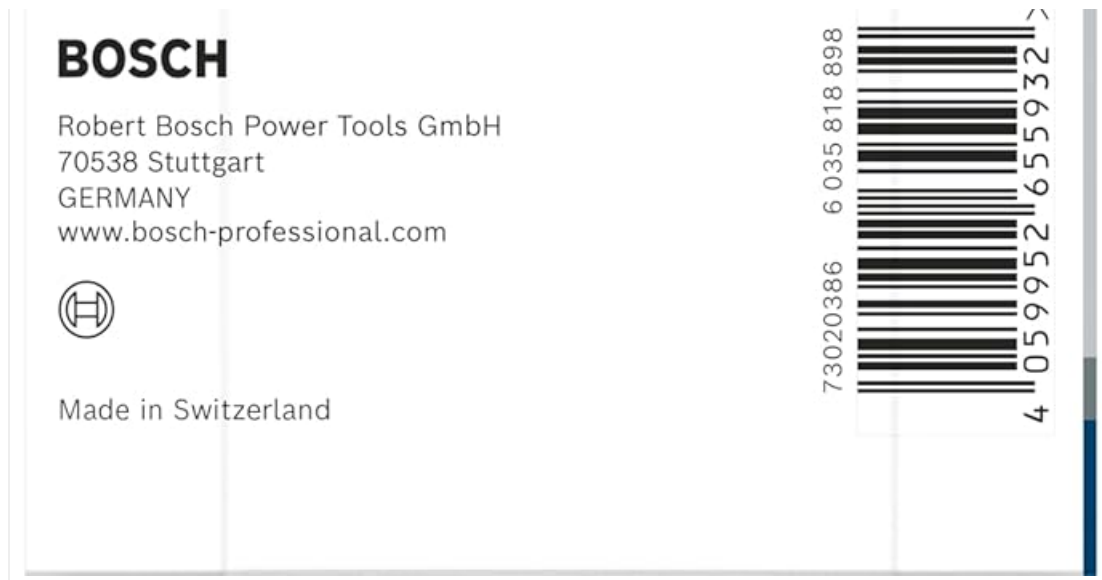 BOSCH
Robert Bosch Power Tools GmbH
70538 Stuttgart
GERMANY
www.bosch-professional.com
Made in Switzerland
6 035 818 898
73020386
4 059952 655932 >